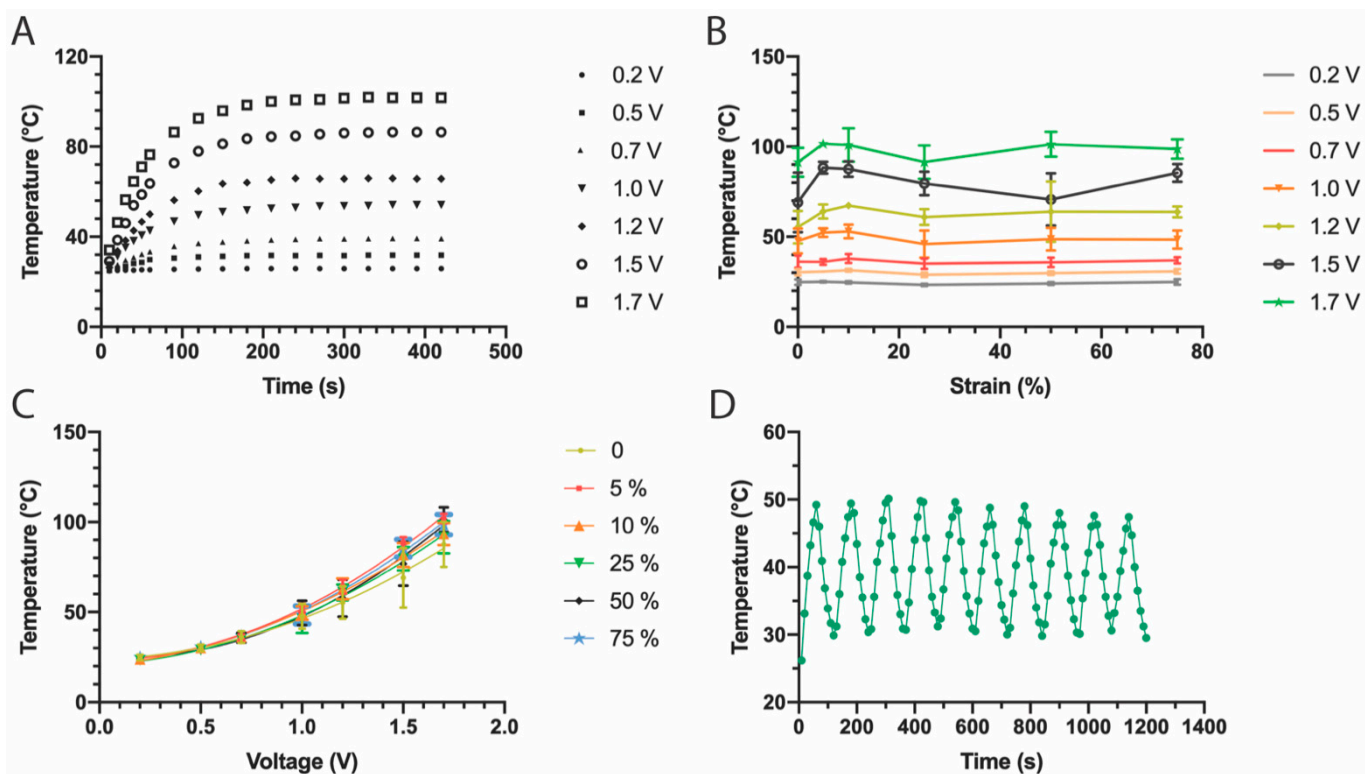 A
120
80
40
0
0
100
200
300
400
500
Temperature (°C)
Time (s)
0.2 V
0.5 V
0.7 V
1.0 V
1.2 V
1.5 V
1.7 V
B
150
100
50
0
0
20
40
60
80
Temperature (°C)
Strain (%)
0.2 V
0.5 V
0.7 V
1.0 V
1.2 V
1.5 V
1.7 V
C
150
100
50
0
0.0
0.5
1.0
1.5
2.0
Temperature (°C)
Voltage (V)
0
5 %
10 %
25 %
50 %
75 %
D
60
50
40
30
20
0
200
400
600
800
1000
1200
1400
Temperature (°C)
Time (s)